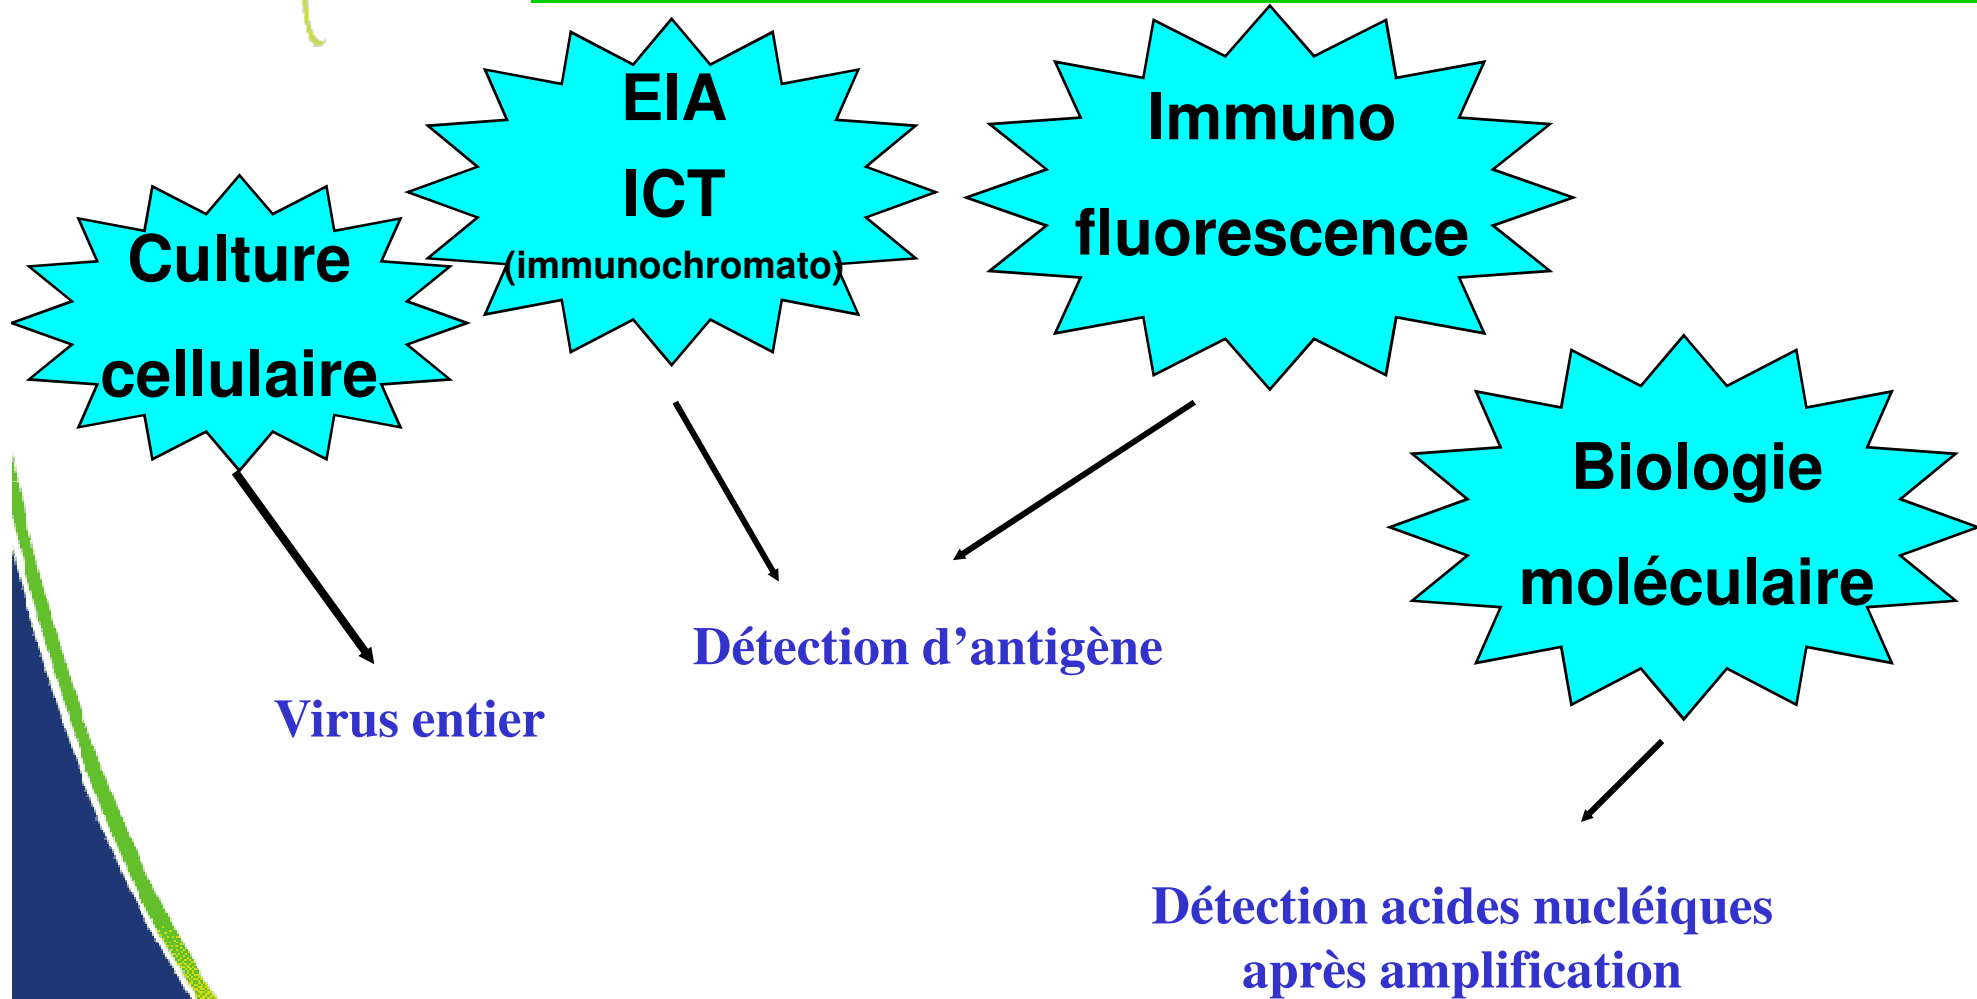 EIA
ICT
(immunochromato)
Immuno
fluorescence
Culture
cellulaire
Biologie
moléculaire
Détection d’antigène
Virus entier
Détection acides nucléiques
après amplification